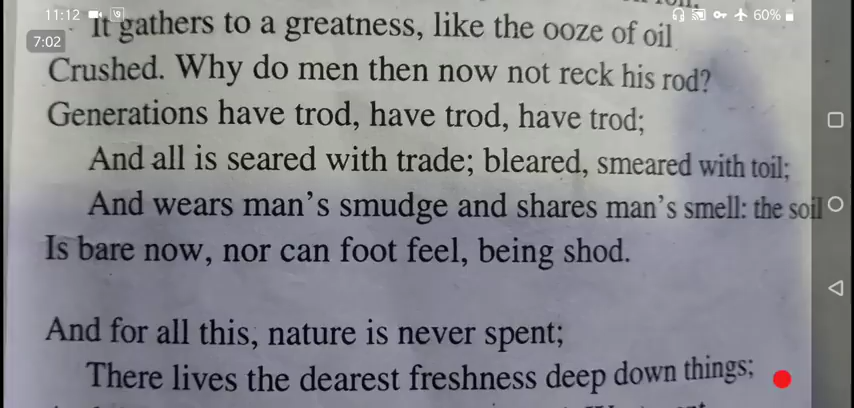 11:12 60%
7:02
It gathers to a greatness, like the ooze of oil
Crushed. Why do men then now not reck his rod?
Generations have trod, have trod, have trod;
And all is seared with trade; bleared, smeared with toil;
And wears man's smudge and shares man's smell: the soil
Is bare now, nor can foot feel, being shod.
And for all this, nature is never spent;
There lives the dearest freshness deep down things;